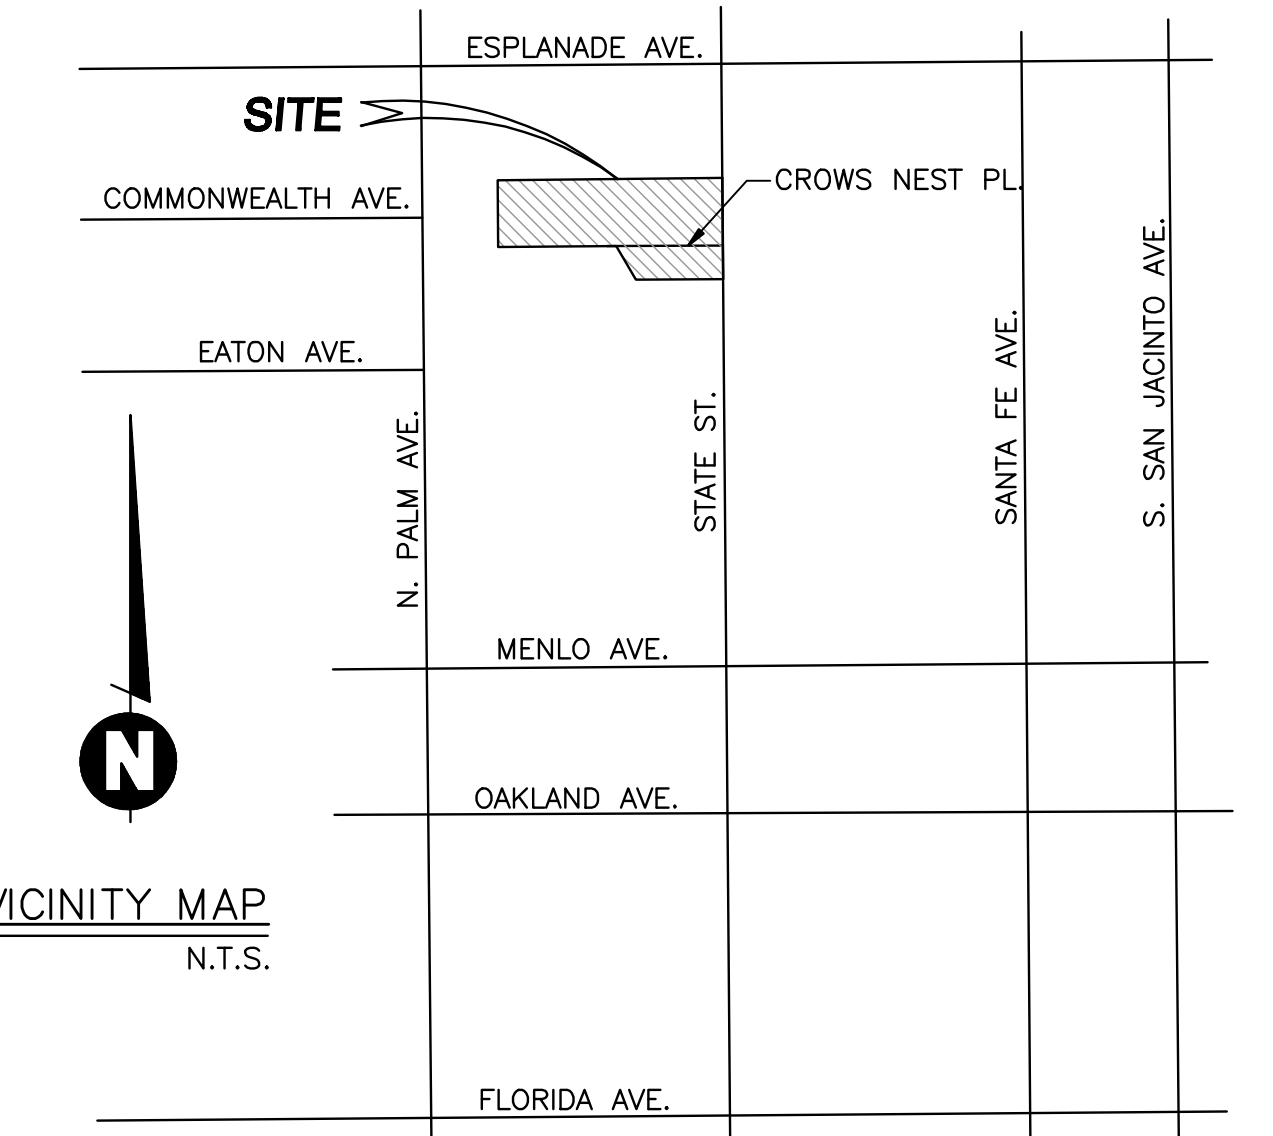 ESPLANADE AVE.
SITE
CROWS NEST PL.
COMMONWEALTH AVE.
S. SAN JACINTO AVE.
SANTA FE AVE.
EATON AVE.
STATE ST.
N. PALM AVE.
MENLO AVE.
N
OAKLAND AVE.
VICINITY MAP
N.T.S.
FLORIDA AVE.